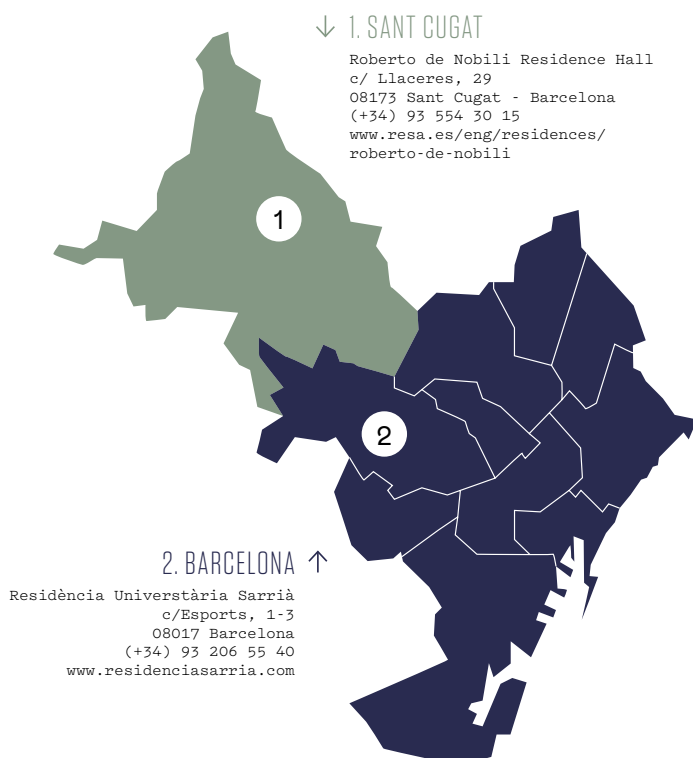 ↓ 1. SANT CUGAT
Roberto de Nobili Residence Hall
c/ Llaceres, 29
08173 Sant Cugat - Barcelona
(+34) 93 554 30 15
www.resa.es/eng/residences/
roberto-de-nobili
1
2
2. BARCELONA ↑
Residència Universtària Sarrià
c/Esports, 1-3
08017 Barcelona
(+34) 93 206 55 40
www.residenciasarria.com